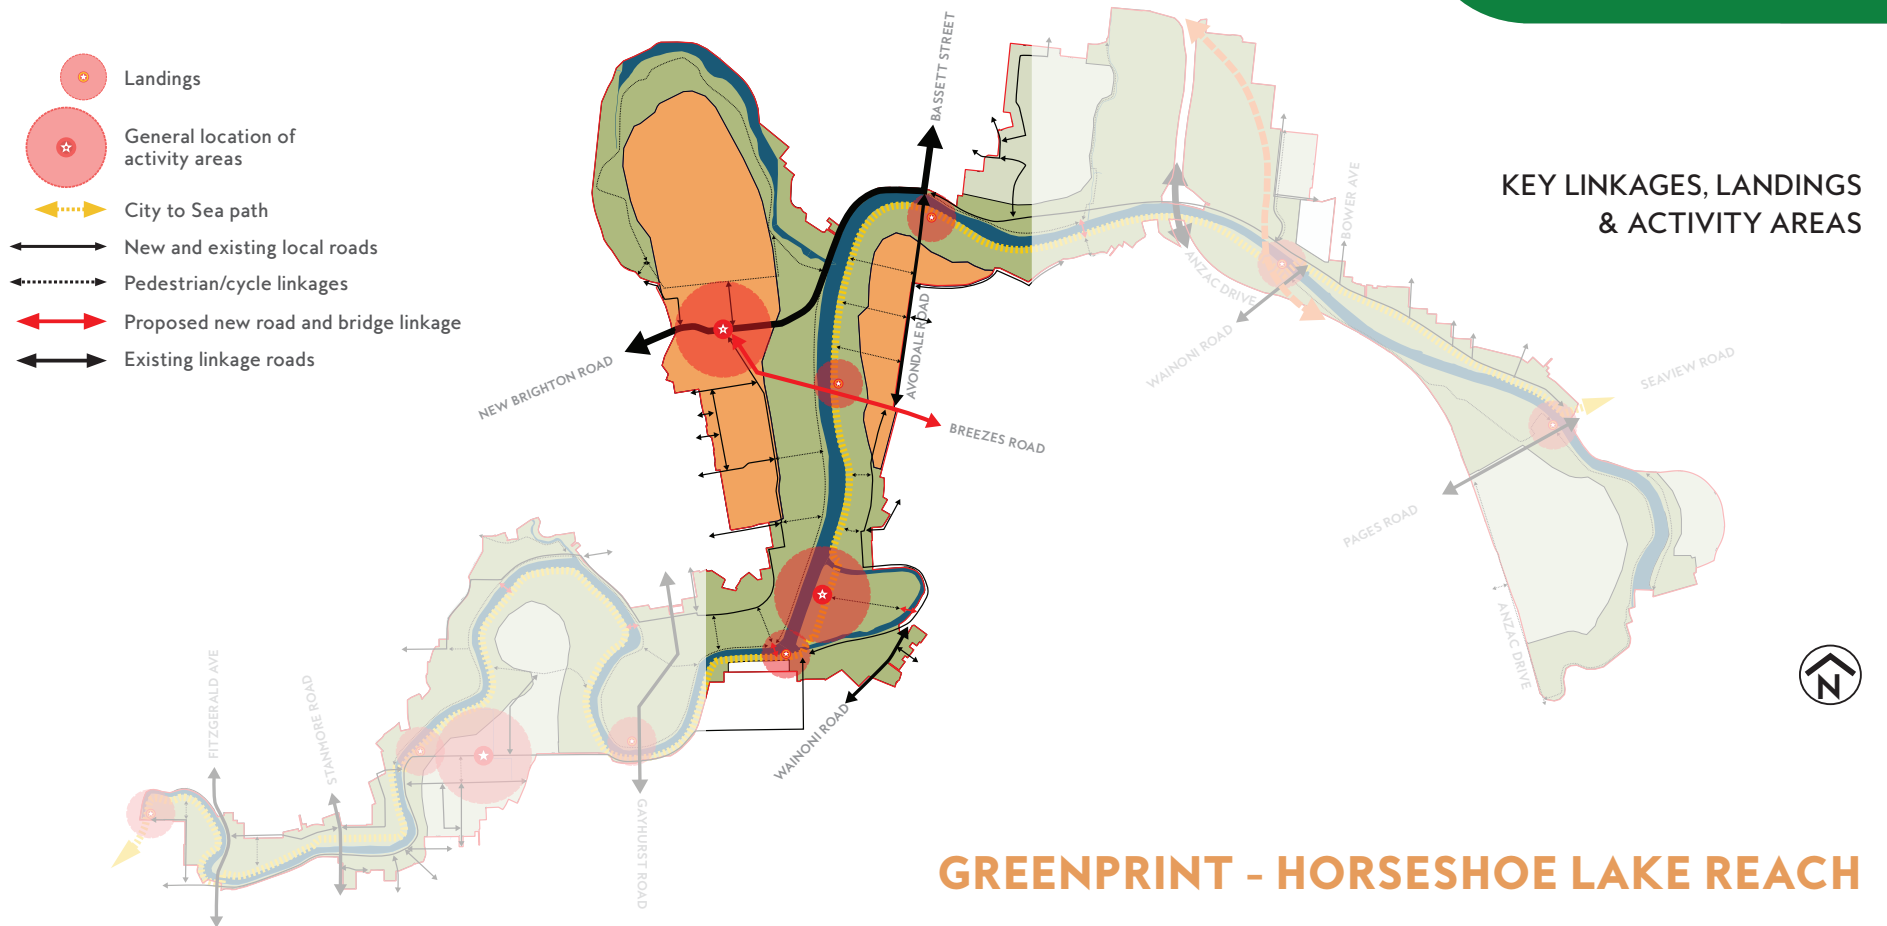 Landings
General location of
activity areas
City to Sea path
New and existing local roads
Pedestrian/cycle linkages
Proposed new road and bridge linkage
Existing linkage roads
KEY LINKAGES, LANDINGS
& ACTIVITY AREAS
BASSETT STREET
BOWER AVE
ANZAC DRIVE
WAINONI ROAD
AVONDALE ROAD
NEW BRIGHTON ROAD
BREEZES ROAD
SEAVIEW ROAD
PAGES ROAD
ANZAC DRIVE
WAINONI ROAD
FITZGERALD AVE
STANMORE ROAD
GAYHURST ROAD
N
GREENPRINT - HORSESHOE LAKE REACH